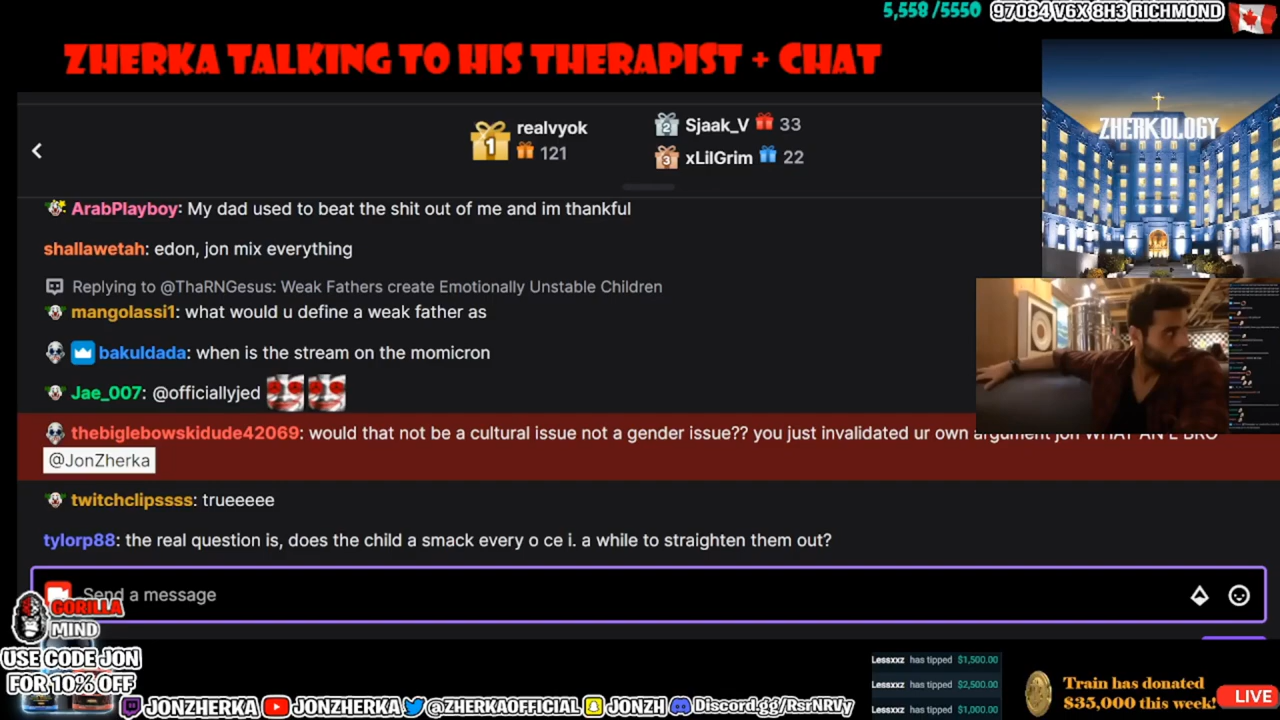 5,558 /5550
97084 V6X 8H3 RICHMOND
ZHERKA TALKING TO HIS THERAPIST + CHAT
ZHERKOLOGY
1 realvyok
121
2 Sjaak_V 33
3 xLilGrim 22
ArabPlayboy: My dad used to beat the shit out of me and im thankful
shallawetah: edon, jon mix everything
Replying to @ThaRNGesus: Weak Fathers create Emotionally Unstable Children
mangolassi1: what would u define a weak father as
bakuldada: when is the stream on the momicron
Jae_007: @officiallyjed
thebiglebowskidude42069: would that not be a cultural issue not a gender issue?? you just invalidated ur own argument jon WHAT AN L BRO
@JonZherka
twitchclipssss: trueeeee
tylorp88: the real question is, does the child a smack every o ce i. a while to straighten them out?
Send a message
GORILLA
MIND
USE CODE JON
FOR 10% OFF
Lessxxz has tipped $1,500.00
Lessxxz has tipped $2,500.00
Lessxxz has tipped $1,000.00
Train has donated
$35,000 this week!
LIVE
JONZHERKA JONZHERKA @ZHERKAOFFICIAL JONZH Discord.gg/RsrNRVy